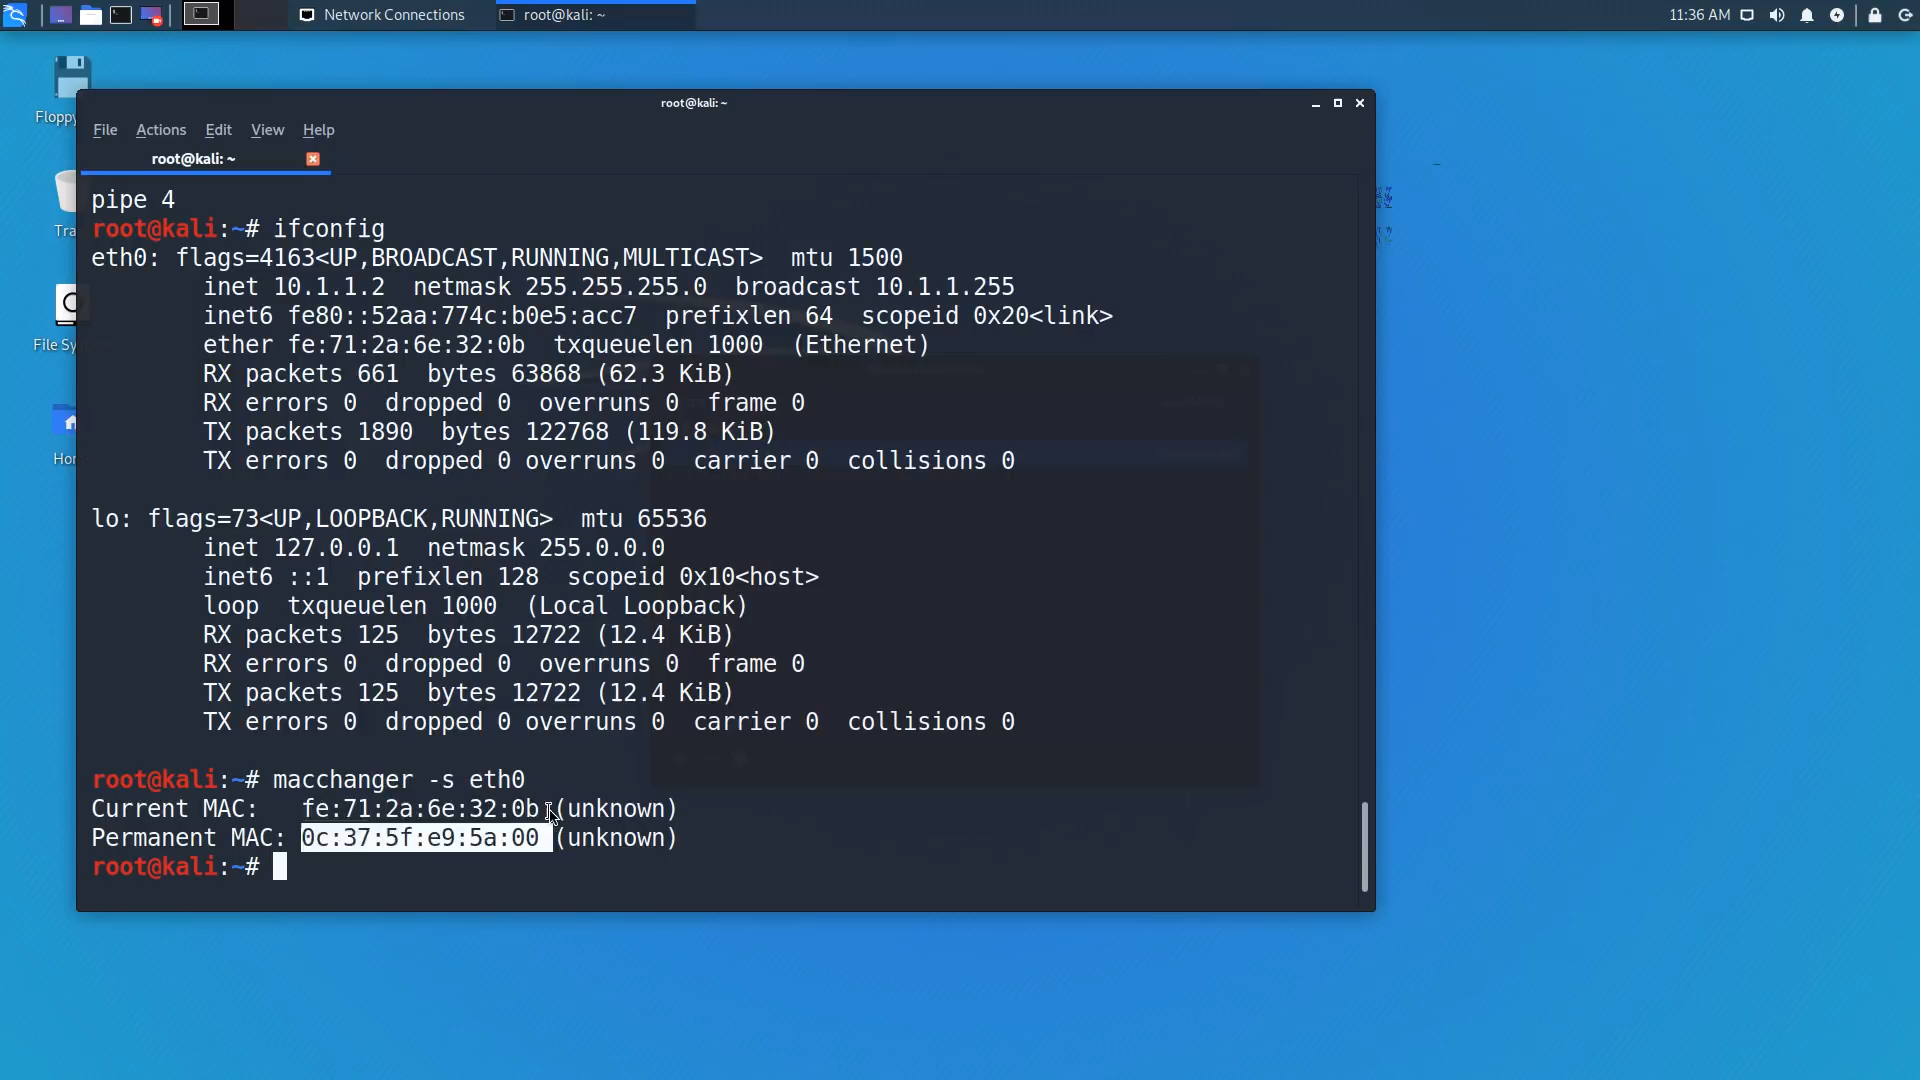 Network Connections
root@kali: ~
11:36 AM
root@kali: ~
File Actions Edit View Help
root@kali: ~
pipe 4
root@kali:~# ifconfig
eth0: flags=4163<UP,BROADCAST,RUNNING,MULTICAST>  mtu 1500
        inet 10.1.1.2  netmask 255.255.255.0  broadcast 10.1.1.255
        inet6 fe80::52aa:774c:b0e5:acc7  prefixlen 64  scopeid 0x20<link>
        ether fe:71:2a:6e:32:0b  txqueuelen 1000  (Ethernet)
        RX packets 661  bytes 63868 (62.3 KiB)
        RX errors 0  dropped 0  overruns 0  frame 0
        TX packets 1890  bytes 122768 (119.8 KiB)
        TX errors 0  dropped 0 overruns 0  carrier 0  collisions 0
lo: flags=73<UP,LOOPBACK,RUNNING>  mtu 65536
        inet 127.0.0.1  netmask 255.0.0.0
        inet6 ::1  prefixlen 128  scopeid 0x10<host>
        loop  txqueuelen 1000  (Local Loopback)
        RX packets 125  bytes 12722 (12.4 KiB)
        RX errors 0  dropped 0  overruns 0  frame 0
        TX packets 125  bytes 12722 (12.4 KiB)
        TX errors 0  dropped 0 overruns 0  carrier 0  collisions 0
root@kali:~# macchanger -s eth0
Current MAC:   fe:71:2a:6e:32:0b (unknown)
Permanent MAC: 0c:37:5f:e9:5a:00 (unknown)
root@kali:~#
Floppy
Tra
File Sy
Ho